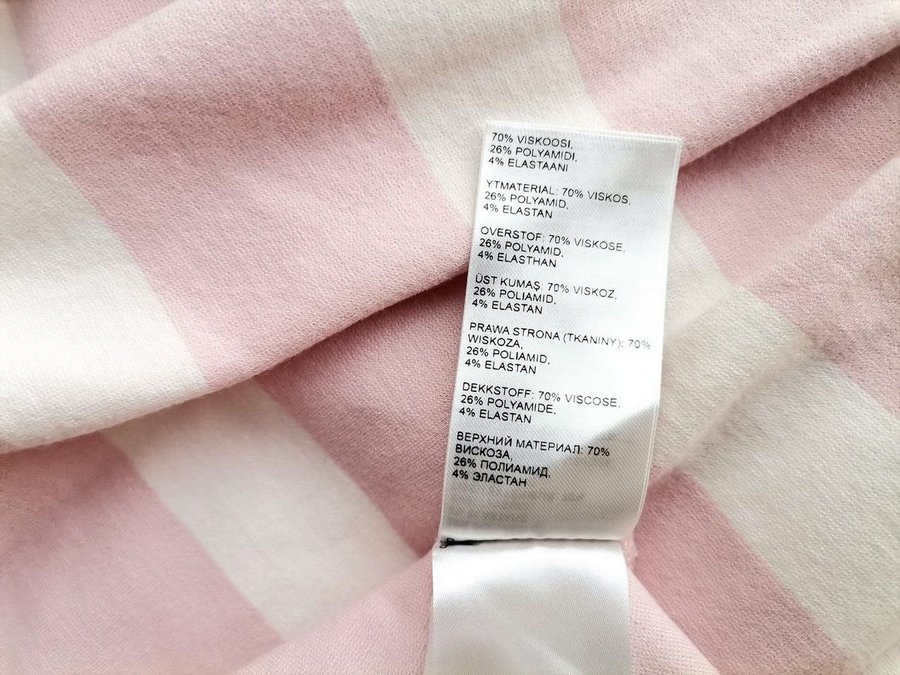 70% VISKOOSI,
26% POLYAMIDI,
4% ELASTAANI
YTMATERIAL: 70% VISKOS,
26% POLYAMID,
4% ELASTAN
OVERSTOF: 70% VISKOSE,
26% POLYAMID,
4% ELASTHAN
ÜST KUMAŞ: 70% VISKOZ,
26% POLIAMID,
4% ELASTAN
PRAWA STRONA (TKANINY): 70%
WISKOZA,
26% POLIAMID,
4% ELASTAN
DEKKSTOFF: 70% VISCOSE,
26% POLYAMIDE,
4% ELASTAN
ВЕРХНИЙ МАТЕРИАЛ: 70%
ВИСКОЗА,
26% ПОЛИАМИД,
4% ЭЛАСТАН